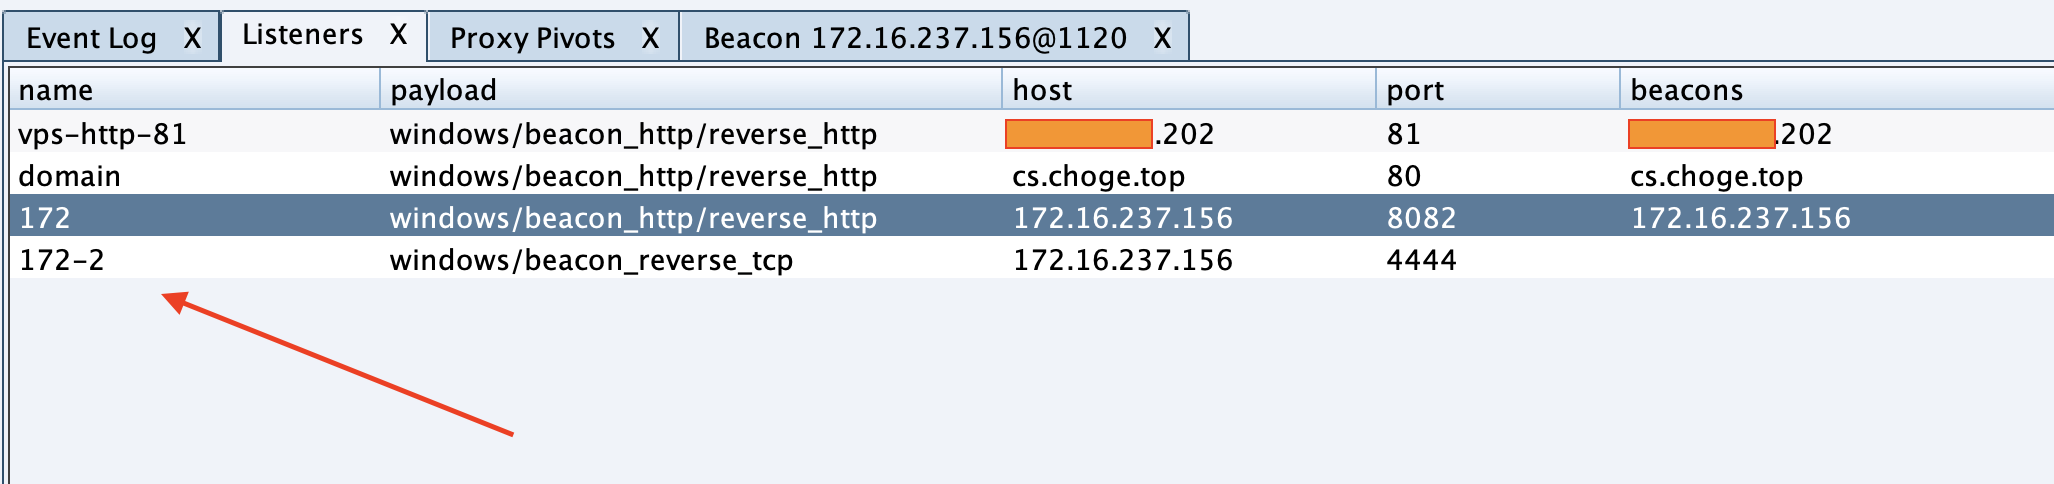 Event Log X Listeners X Proxy Pivots X Beacon 172.16.237.156@1120 X
name payload host port beacons
vps-http-81 windows/beacon_http/reverse_http .202 81 .202
domain windows/beacon_http/reverse_http cs.choge.top 80 cs.choge.top
172 windows/beacon_http/reverse_http 172.16.237.156 8082 172.16.237.156
172-2 windows/beacon_reverse_tcp 172.16.237.156 4444